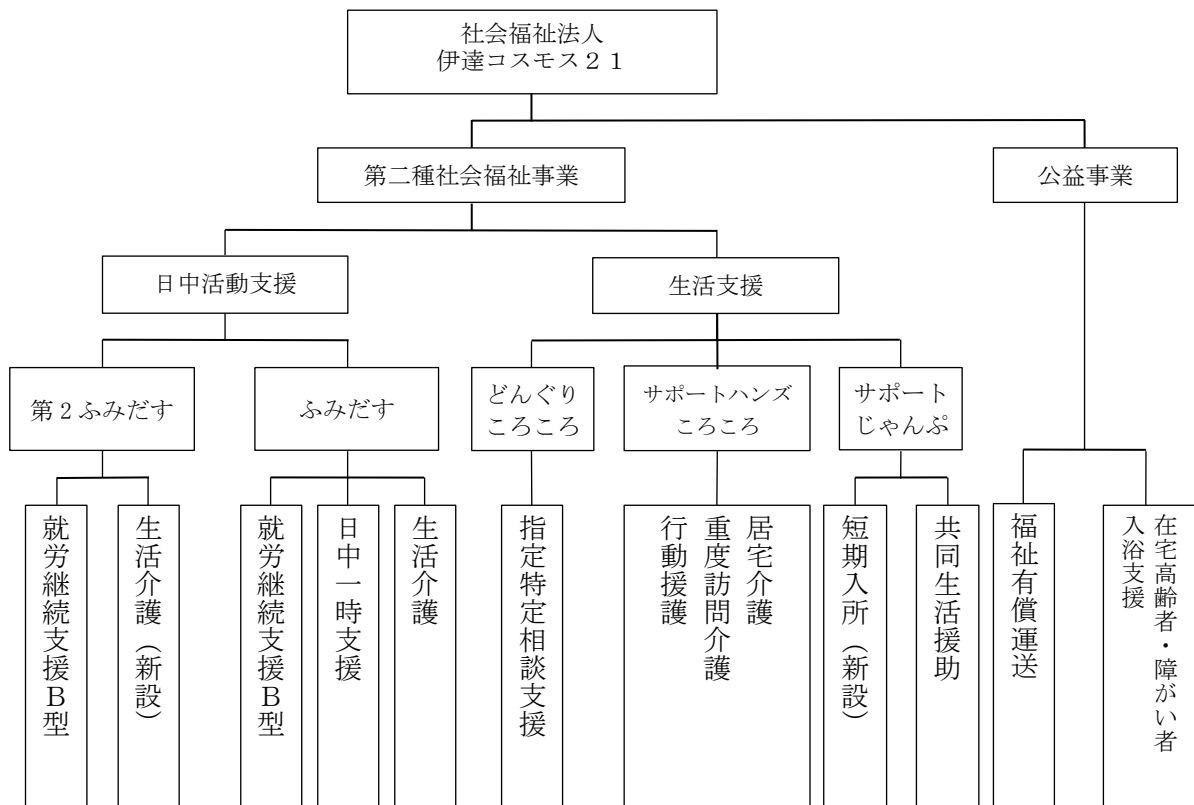 社会福祉法人
伊達コスモス２１
第二種社会福祉事業
公益事業
日中活動支援
生活支援
第２ふみだす
ふみだす
どんぐり
ころころ
サポートハンズ
ころころ
サポート
じゃんぷ
就労継続支援Ｂ型
生活介護（新設）
就労継続支援Ｂ型
日中一時支援
生活介護
指定特定相談支援
居宅介護
重度訪問介護
行動援護
短期入所（新設）
共同生活援助
福祉有償運送
在宅高齢者・障がい者
入浴支援